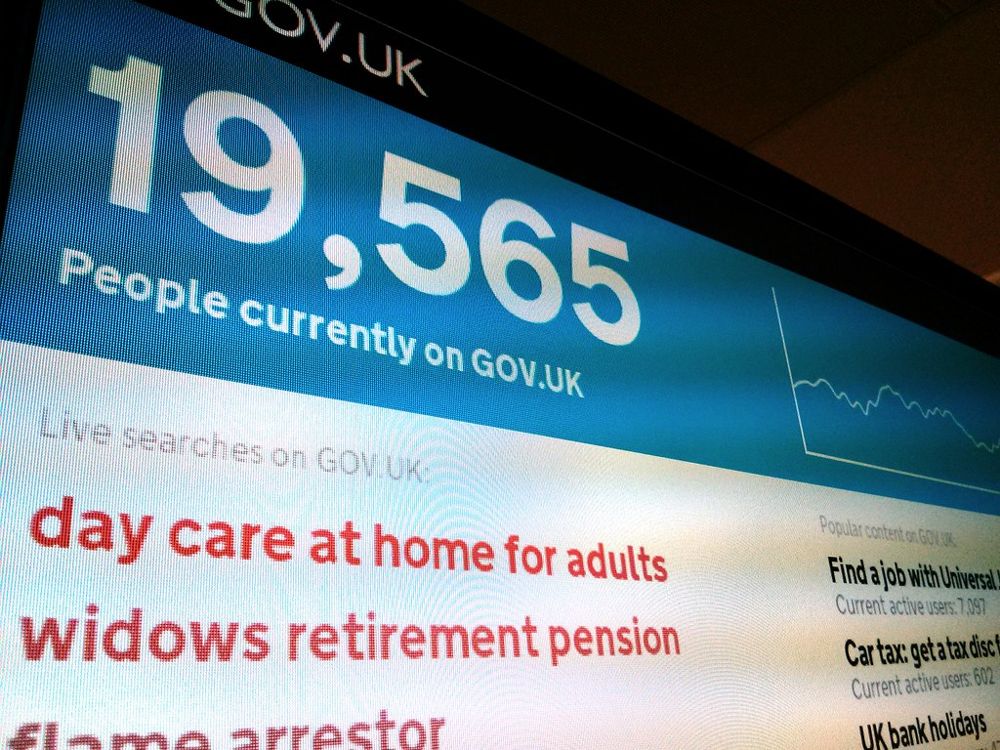 GOV.UK
19,565
People currently on GOV.UK
Live searches on GOV.UK:
day care at home for adults
widows retirement pension
flame arrestor
Popular content on GOV.UK:
Find a job with Universal
Current active users: 7,097
Car tax: get a tax disc
Current active users: 602
UK bank holidays